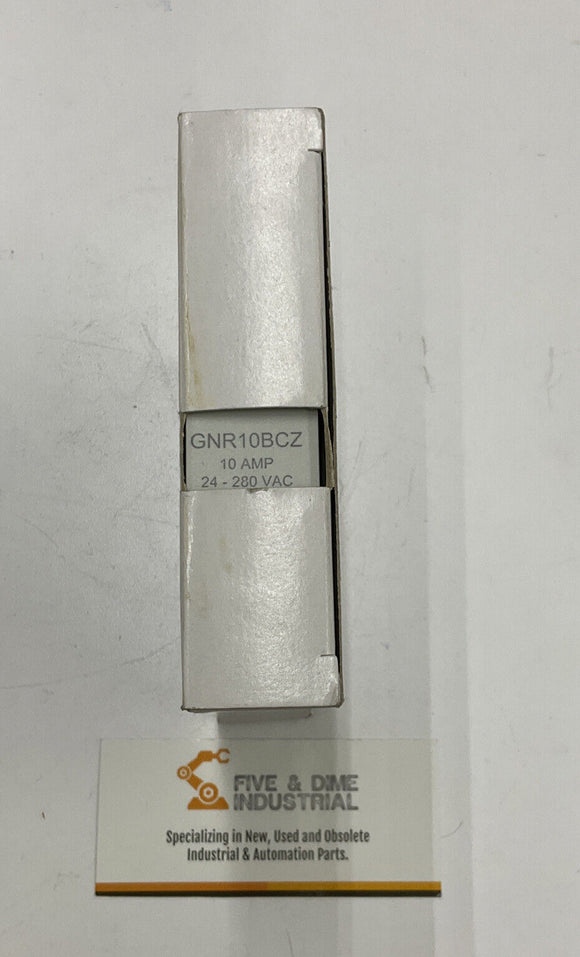 GNR10BCZ
10 AMP
24 - 280 VAC
FIVE & DIME
INDUSTRIAL
Specializing in New, Used and Obsolete
Industrial & Automation Parts.